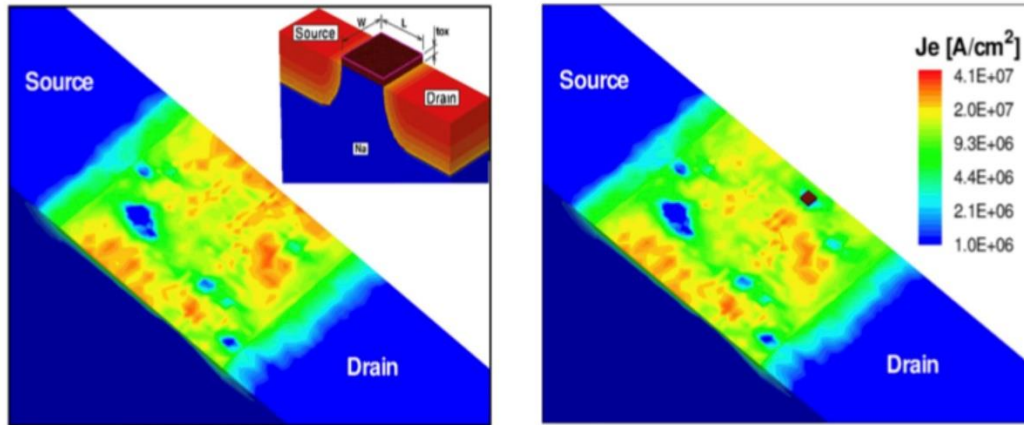 Source
Source
W
L
tox
Drain
Na
Drain
Source
Je [A/cm²]
4.1E+07
2.0E+07
9.3E+06
4.4E+06
2.1E+06
1.0E+06
Drain